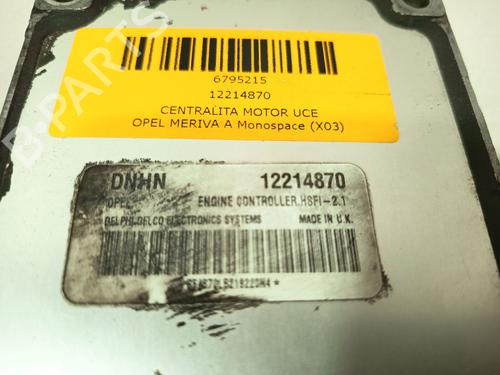 6795215
12214870
CENTRALITA MOTOR UCE
OPEL MERIVA A Monospace (X03)
B-PARTS
DNHN 12214870
OPEL ENGINE CONTROLLER.HSFI-2.1
DELPHI DELCO ELECTRONICS SYSTEMS MADE IN U.K.